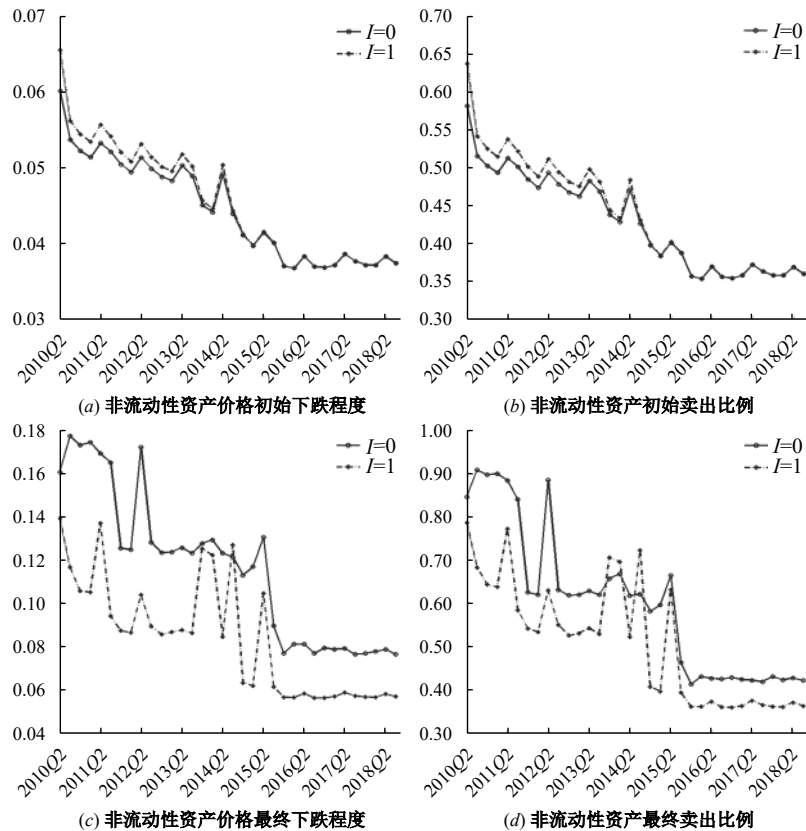 0.07
0.06
0.05
0.04
0.03
I=0
I=1
2010Q2
2011Q2
2012Q2
2013Q2
2014Q2
2015Q2
2016Q2
2017Q2
2018Q2
(a) 非流动性资产价格初始下跌程度
0.70
0.65
0.60
0.55
0.50
0.45
0.40
0.35
0.30
I=0
I=1
2010Q2
2011Q2
2012Q2
2013Q2
2014Q2
2015Q2
2016Q2
2017Q2
2018Q2
(b) 非流动性资产初始卖出比例
0.18
0.16
0.14
0.12
0.10
0.08
0.06
0.04
I=0
I=1
2010Q2
2011Q2
2012Q2
2013Q2
2014Q2
2015Q2
2016Q2
2017Q2
2018Q2
(c) 非流动性资产价格最终下跌程度
1.00
0.90
0.80
0.70
0.60
0.50
0.40
0.30
I=0
I=1
2010Q2
2011Q2
2012Q2
2013Q2
2014Q2
2015Q2
2016Q2
2017Q2
2018Q2
(d) 非流动性资产最终卖出比例